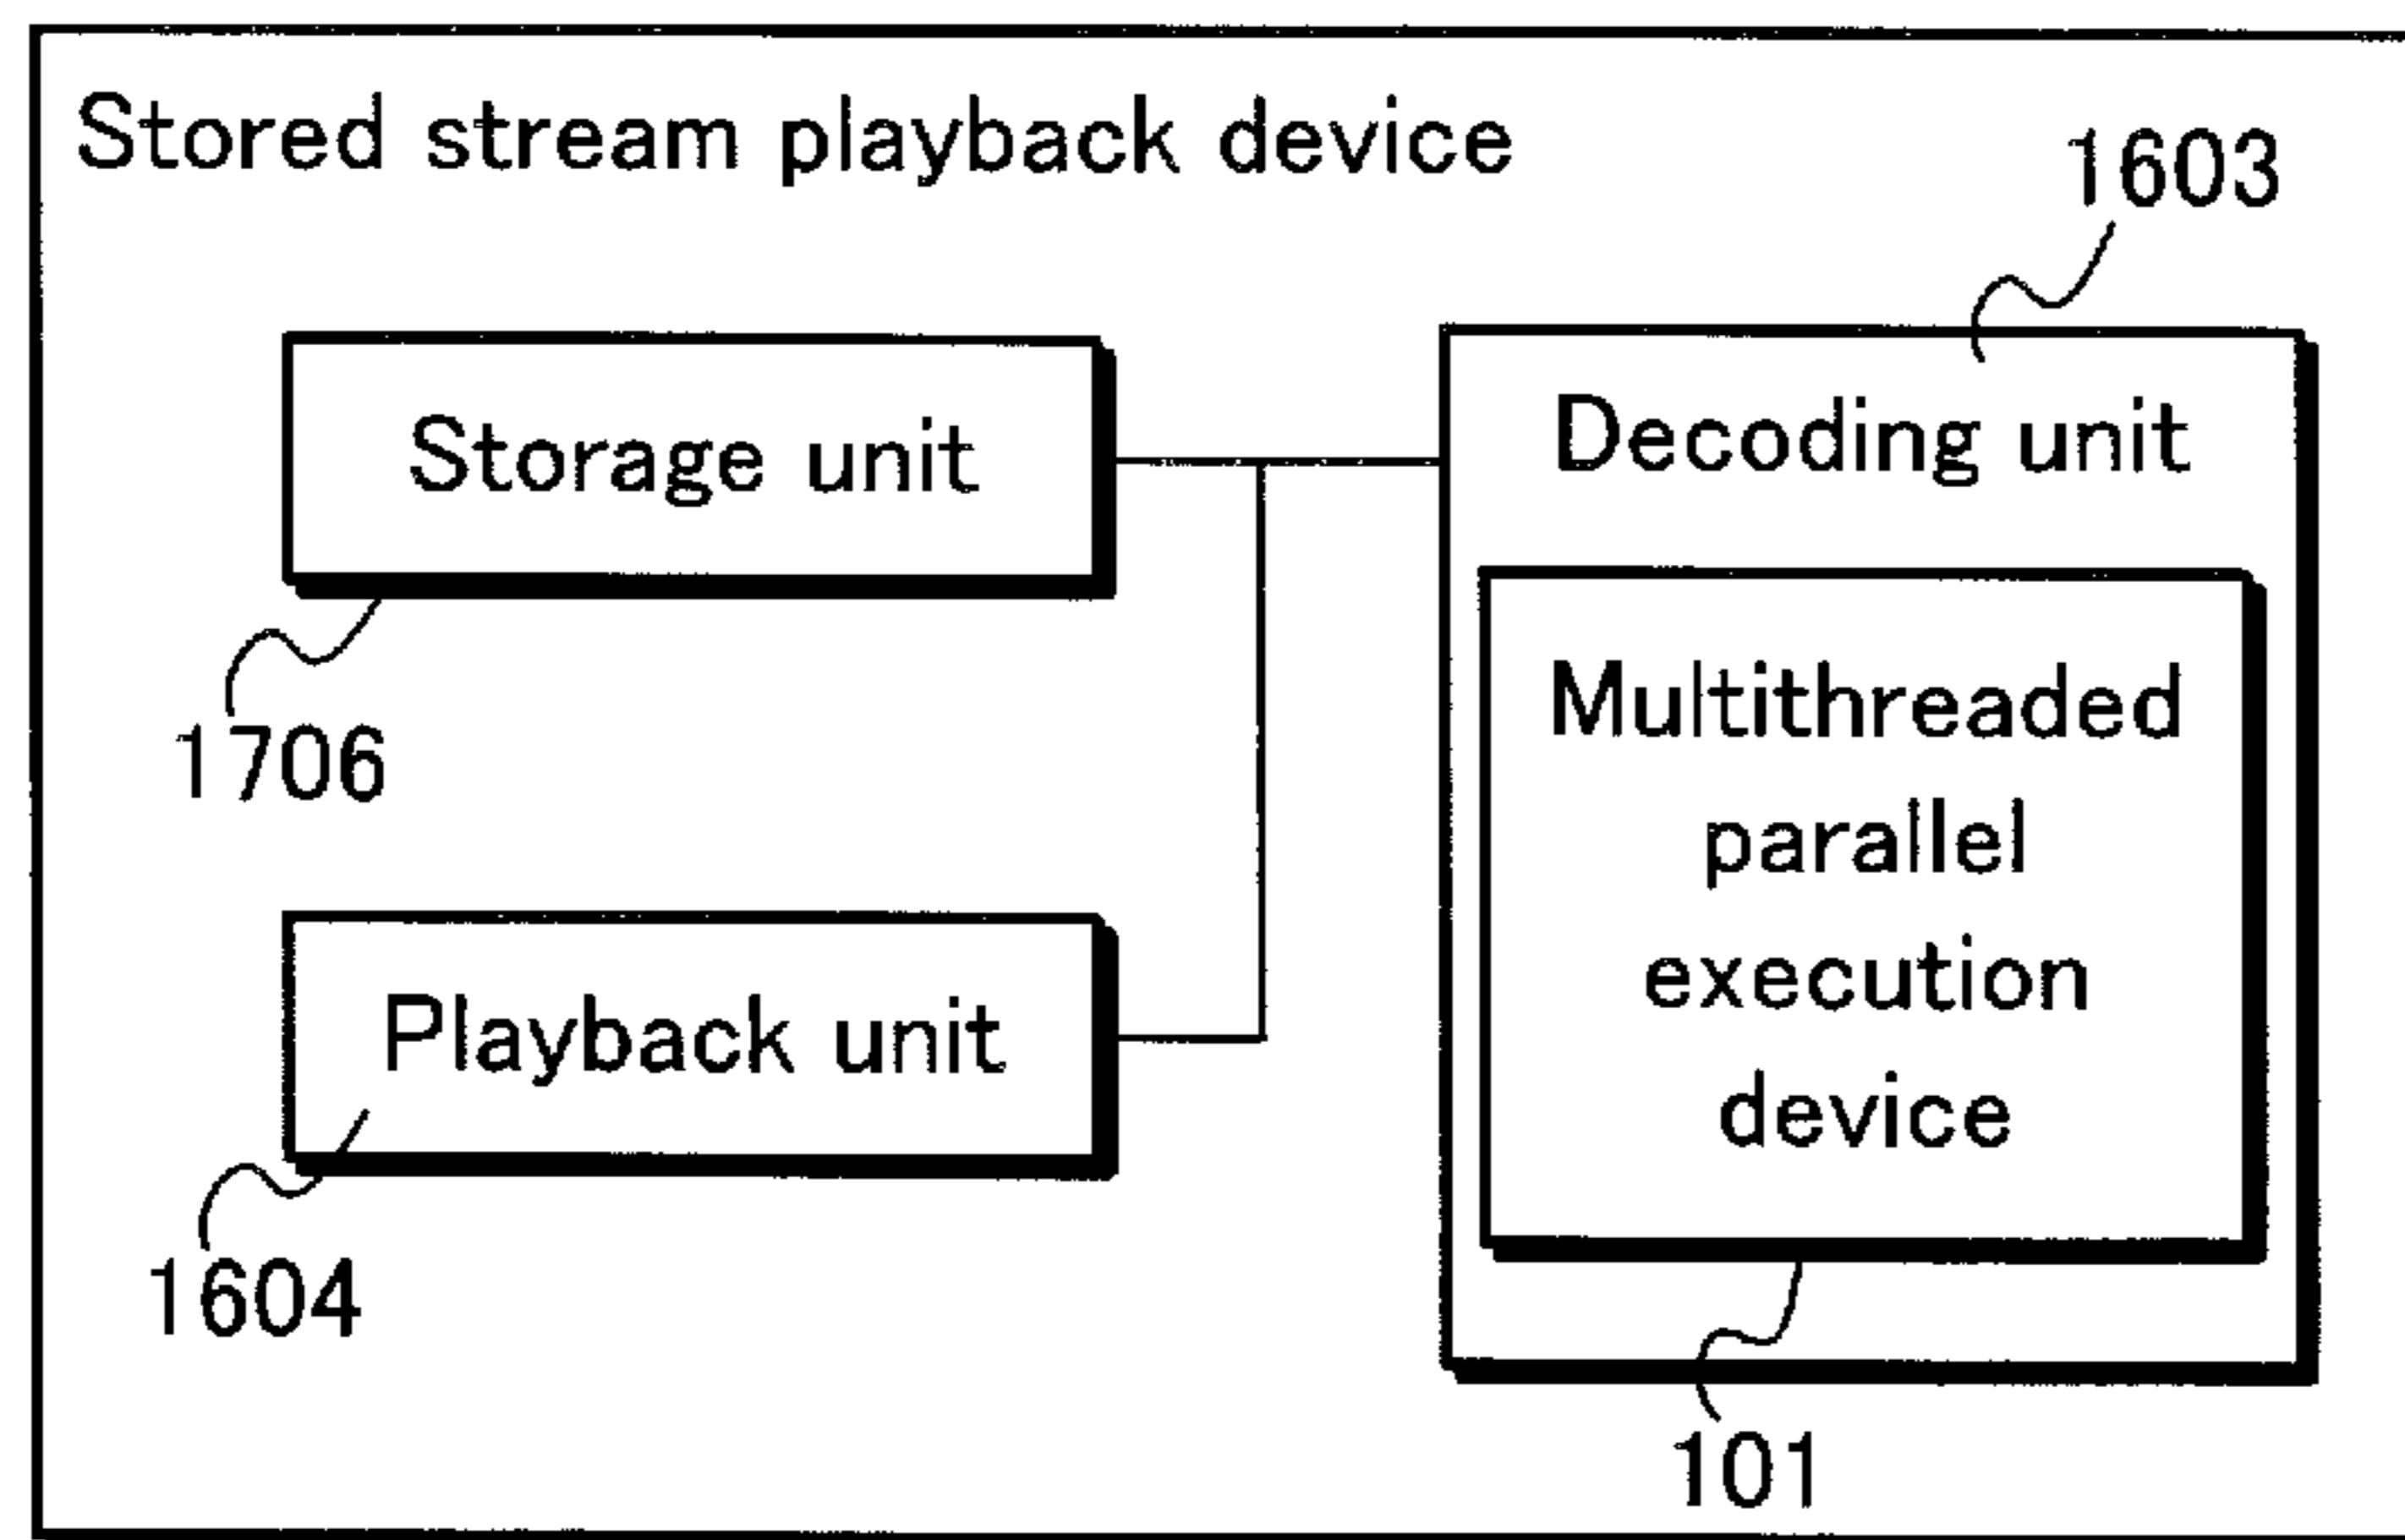 Stored stream playback device
1603
Storage unit
Decoding unit
1706
Multithreaded
parallel
execution
device
Playback unit
1604
101